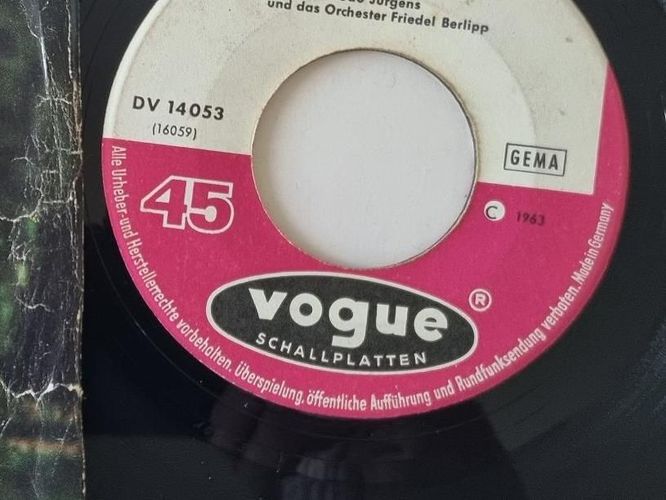 Jürgens
und das Orchester Friedel Berlipp
DV 14053
(16059)
GEMA
45
C 1963
vogue ®
SCHALLPLATTEN
Alle Urheber- und Herstellerrechte vorbehalten. Überspielung, öffentliche Aufführung und Rundfunksendung verboten. Made in Germany